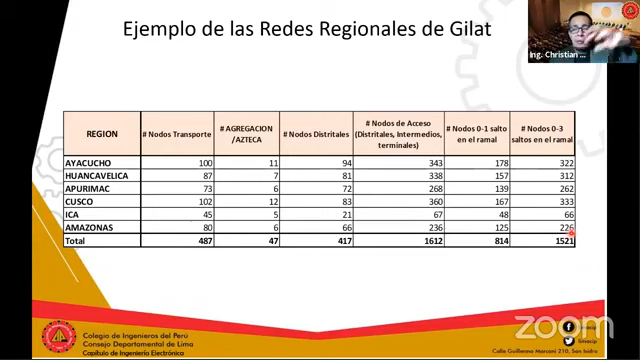 Ejemplo de las Redes Regionales de Gilat
Ing. Christian ...
REGION # Nodos Transporte # AGREGACION /AZTECA # Nodos Distritales # Nodos de Acceso (Distritales, Intermedios, terminales) # Nodos 0-1 salto en el ramal # Nodos 0-3 saltos en el ramal
AYACUCHO 100 11 94 343 178 322
HUANCAVELICA 87 7 81 338 157 312
APURIMAC 73 6 72 268 139 262
CUSCO 102 12 83 360 167 333
ICA 45 5 21 67 48 66
AMAZONAS 80 6 66 236 125 226
Total 487 47 417 1612 814 1521
Colegio de Ingenieros del Perú
Consejo Departamental de Lima
Capítulo de Ingeniería Electrónica
limacip
limacip
Calle Guillermo Marconi 210, San Isidro
zoom